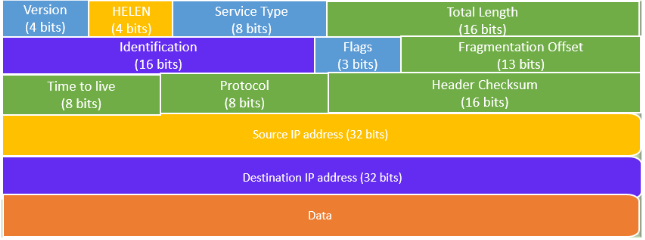 Version HELEN Service Type Total Length
(4 bits) (4 bits) (8 bits) (16 bits)
Identification Flags Fragmentation Offset
(16 bits) (3 bits) (13 bits)
Time to live Protocol Header Checksum
(8 bits) (8 bits) (16 bits)
Source IP address (32 bits)
Destination IP address (32 bits)
Data